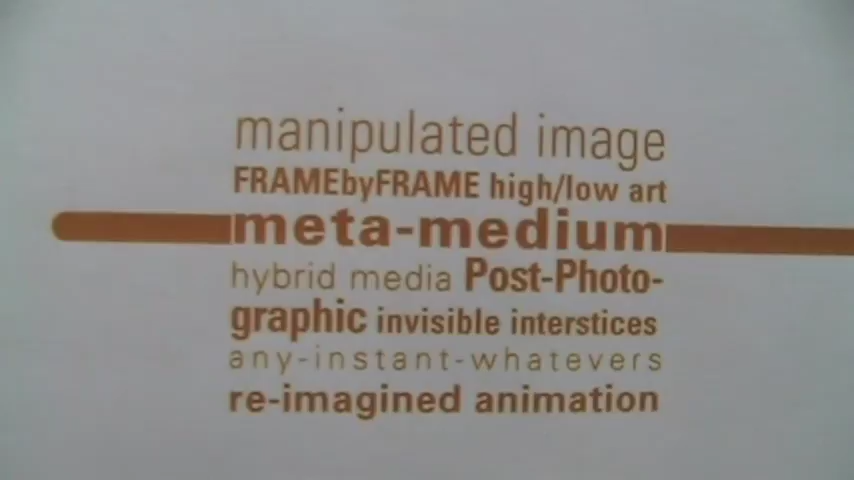 manipulated image
FRAMEbyFRAME high/low art
meta-medium
hybrid media Post-Photo-
graphic invisible interstices
any-instant-whatevers
re-imagined animation